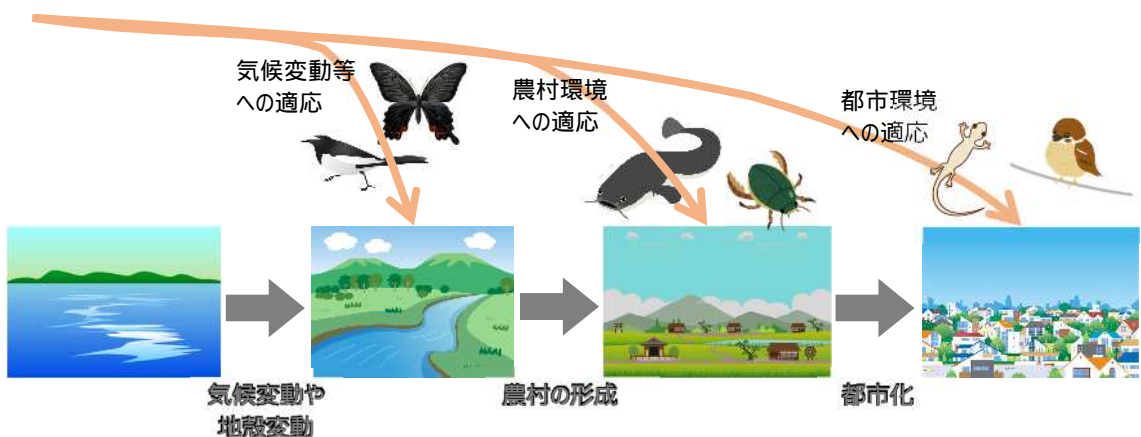 気候変動等
への適応
農村環境
への適応
都市環境
への適応
気候変動や
地殻変動
農村の形成
都市化